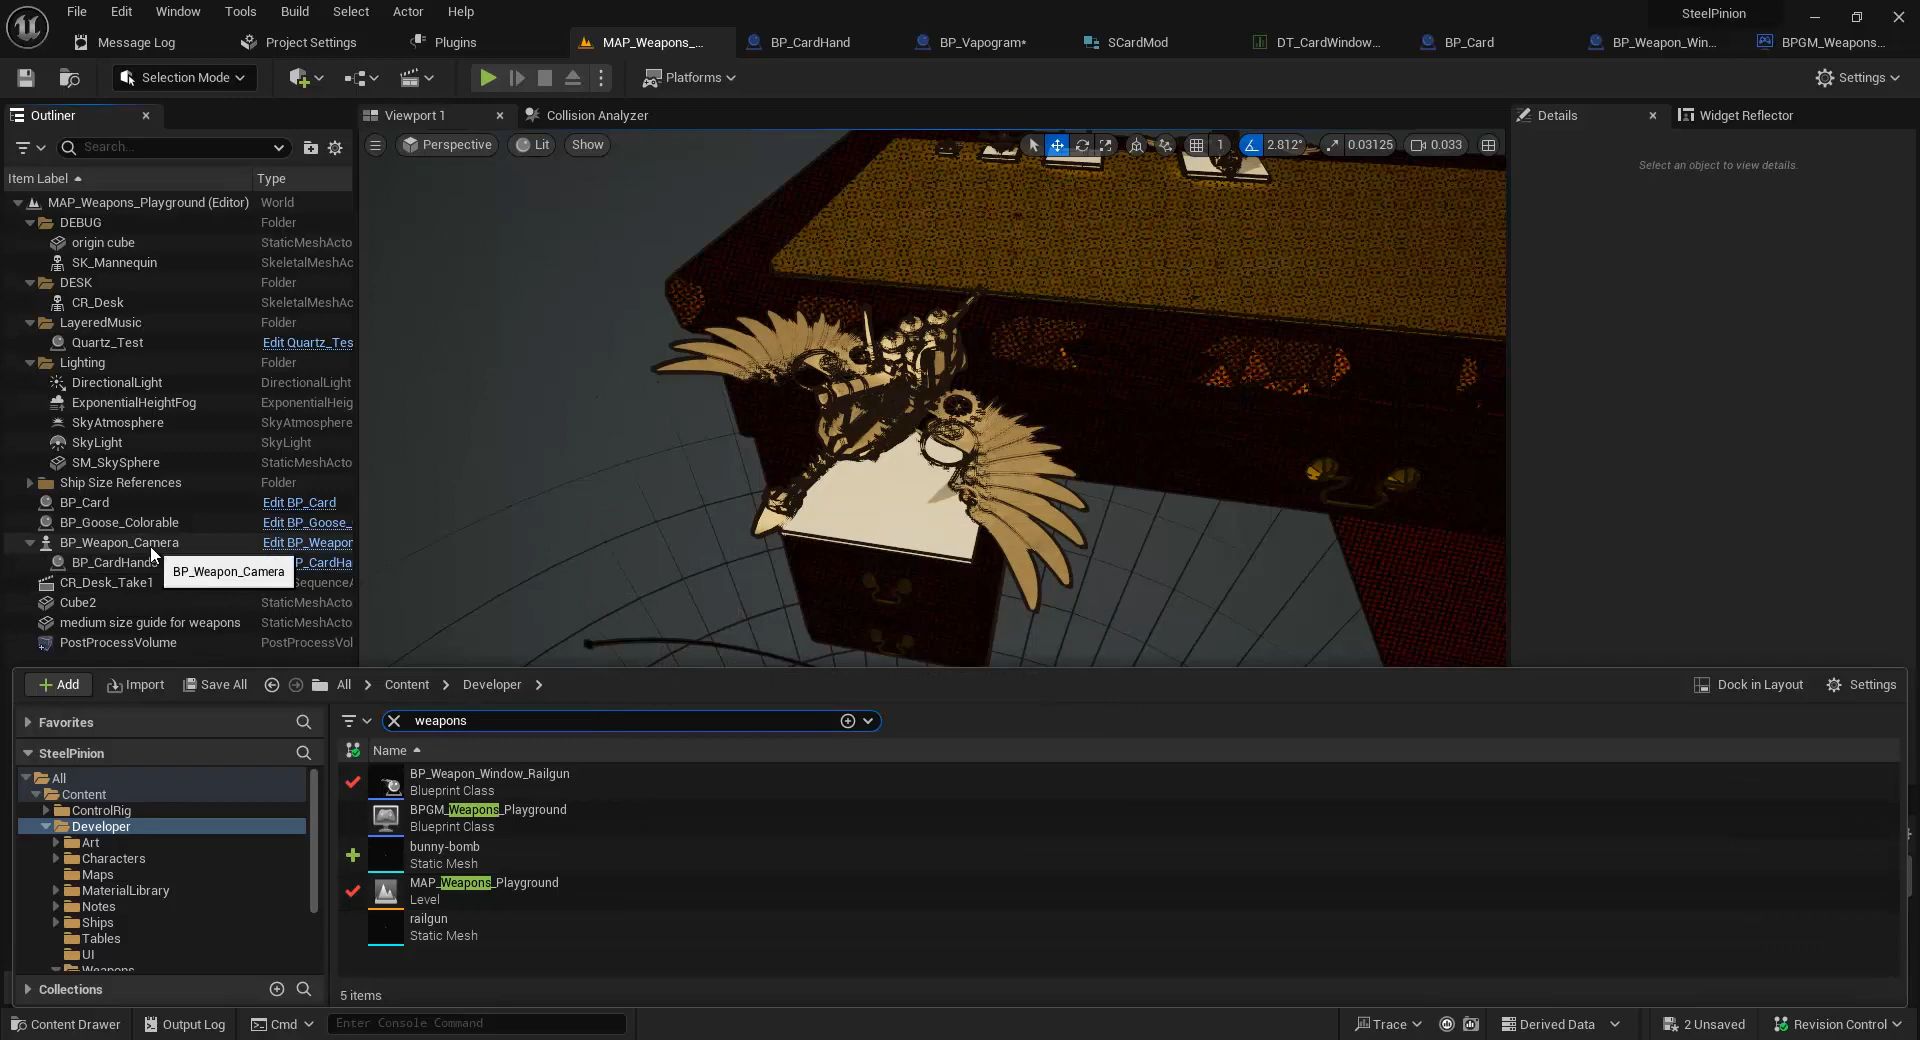 File Edit Window Tools Build Select Actor Help
SteelPinion
Message Log Project Settings Plugins MAP_Weapons_... BP_CardHand BP_Vapogram* SCardMod DT_CardWindow... BP_Card BP_Weapon_Win... BPGM_Weapons...
Selection Mode Platforms Settings
Outliner
Viewport 1 Collision Analyzer
Details Widget Reflector
Search...
Perspective Lit Show 1 2.812° 0.03125 0.033
Select an object to view details.
Item Label Type
MAP_Weapons_Playground (Editor) World
DEBUG Folder
origin cube StaticMeshActo
SK_Mannequin SkeletalMeshAc
DESK Folder
CR_Desk SkeletalMeshAc
LayeredMusic Folder
Quartz_Test Edit Quartz_Tes
Lighting Folder
DirectionalLight DirectionalLight
ExponentialHeightFog ExponentialHeig
SkyAtmosphere SkyAtmosphere
SkyLight SkyLight
SM_SkySphere StaticMeshActo
Ship Size References Folder
BP_Card Edit BP_Card
BP_Goose_Colorable Edit BP_Goose_
BP_Weapon_Camera Edit BP_Weapon
BP_CardHand P_CardHa
BP_Weapon_Camera
CR_Desk_Take1 SequenceA
Cube2 StaticMeshActo
medium size guide for weapons StaticMeshActo
PostProcessVolume PostProcessVol
Add Import Save All All Content Developer Dock in Layout Settings
Favorites
weapons
SteelPinion
Name
All
Content
ControlRig
Developer
Art
Characters
Maps
MaterialLibrary
Notes
Ships
Tables
UI
Weapons
Collections
BP_Weapon_Window_Railgun
Blueprint Class
BPGM_Weapons_Playground
Blueprint Class
bunny-bomb
Static Mesh
MAP_Weapons_Playground
Level
railgun
Static Mesh
5 items
Content Drawer Output Log Cmd Enter Console Command Trace Derived Data 2 Unsaved Revision Control